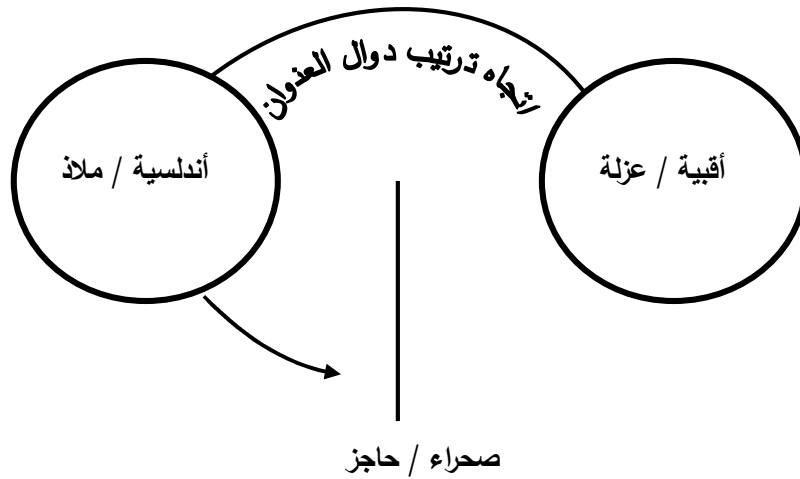 اتجاه ترتيب دوال العنوان
أقبية / عزلة
أندلسية / ملاذ
صحراء / حاجز